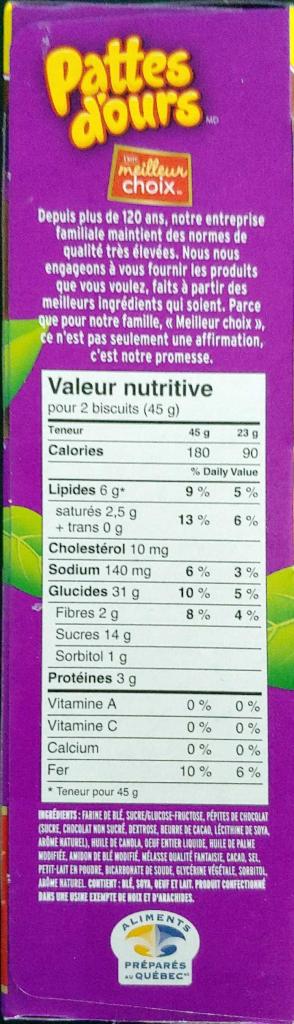 Pattes
d'ours MD
meilleur
choix
Depuis plus de 120 ans, notre entreprise
familiale maintient des normes de
qualité très élevées. Nous nous
engageons à vous fournir les produits
que vous voulez, faits à partir des
meilleurs ingrédients qui soient. Parce
que pour notre famille, « Meilleur choix »,
ce n'est pas seulement une affirmation,
c'est notre promesse.
Valeur nutritive
pour 2 biscuits (45 g)
Teneur 45 g 23 g
Calories 180 90
% Daily Value
Lipides 6 g* 9 % 5 %
saturés 2,5 g
+ trans 0 g 13 % 6 %
Cholestérol 10 mg
Sodium 140 mg 6 % 3 %
Glucides 31 g 10 % 5 %
Fibres 2 g 8 % 4 %
Sucres 14 g
Sorbitol 1 g
Protéines 3 g
Vitamine A 0 % 0 %
Vitamine C 0 % 0 %
Calcium 0 % 0 %
Fer 10 % 6 %
* Teneur pour 45 g
INGRÉDIENTS : FARINE DE BLÉ, SUCRE/GLUCOSE-FRUCTOSE, PÉPITES DE CHOCOLAT
(SUCRE, CHOCOLAT NON SUCRÉ, DEXTROSE, BEURRE DE CACAO, LÉCITHINE DE SOYA,
ARÔME NATUREL), HUILE DE CANOLA, OEUF ENTIER LIQUIDE, HUILE DE PALME
MODIFIÉE, AMIDON DE BLÉ MODIFIÉ, MÉLASSE QUALITÉ FANTAISIE, CACAO, SEL,
PETIT-LAIT EN POUDRE, BICARBONATE DE SOUDE, GLYCÉRINE VÉGÉTALE, SORBITOL,
ARÔME NATUREL. CONTIENT : BLÉ, SOYA, OEUF ET LAIT. PRODUIT CONFECTIONNÉ
DANS UNE USINE EXEMPTE DE NOIX ET D'ARACHIDES.
ALIMENTS
PRÉPARÉS
AU QUÉBEC